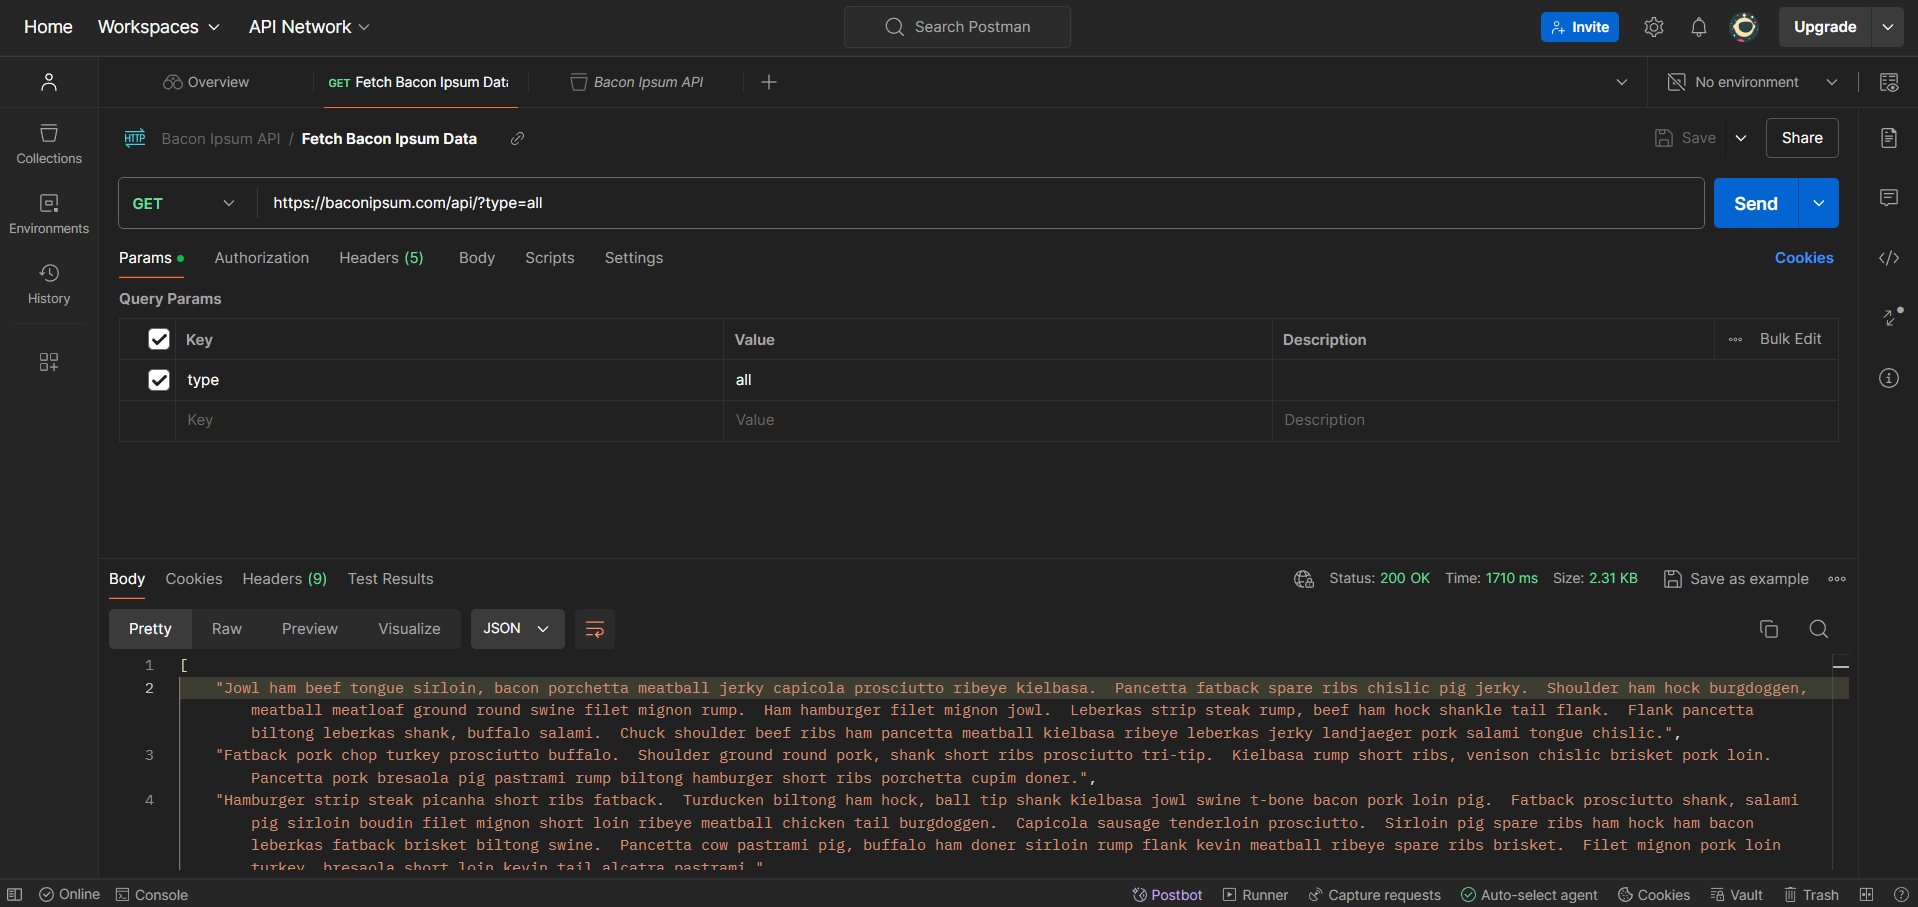 Home Workspaces API Network Search Postman Invite Upgrade
Overview GET Fetch Bacon Ipsum Dat Bacon Ipsum API No environment
HTTP Bacon Ipsum API / Fetch Bacon Ipsum Data Save Share
Collections
Environments
History
GET https://baconipsum.com/api/?type=all Send
Params Authorization Headers (5) Body Scripts Settings Cookies
Query Params
Key Value Description Bulk Edit
type all
Key Value Description
Body Cookies Headers (9) Test Results Status: 200 OK Time: 1710 ms Size: 2.31 KB Save as example
Pretty Raw Preview Visualize JSON
1 [
2 "Jowl ham beef tongue sirloin, bacon porchetta meatball jerky capicola prosciutto ribeye kielbasa.  Pancetta fatback spare ribs chislic pig jerky.  Shoulder ham hock burgdoggen,
meatball meatloaf ground round swine filet mignon rump.  Ham hamburger filet mignon jowl.  Leberkas strip steak rump, beef ham hock shankle tail flank.  Flank pancetta
biltong leberkas shank, buffalo salami.  Chuck shoulder beef ribs ham pancetta meatball kielbasa ribeye leberkas jerky landjaeger pork salami tongue chislic.",
3 "Fatback pork chop turkey prosciutto buffalo.  Shoulder ground round pork, shank short ribs prosciutto tri-tip.  Kielbasa rump short ribs, venison chislic brisket pork loin.
Pancetta pork bresaola pig pastrami rump biltong hamburger short ribs porchetta cupim doner.",
4 "Hamburger strip steak picanha short ribs fatback.  Turducken biltong ham hock, ball tip shank kielbasa jowl swine t-bone bacon pork loin pig.  Fatback prosciutto shank, salami
pig sirloin boudin filet mignon short loin ribeye meatball chicken tail burgdoggen.  Capicola sausage tenderloin prosciutto.  Sirloin pig spare ribs ham hock ham bacon
leberkas fatback brisket biltong swine.  Pancetta cow pastrami pig, buffalo ham doner sirloin rump flank kevin meatball ribeye spare ribs brisket.  Filet mignon pork loin
turkey, bresaola short loin kevin tail alcatra pastrami."
Online Console Postbot Runner Capture requests Auto-select agent Cookies Vault Trash